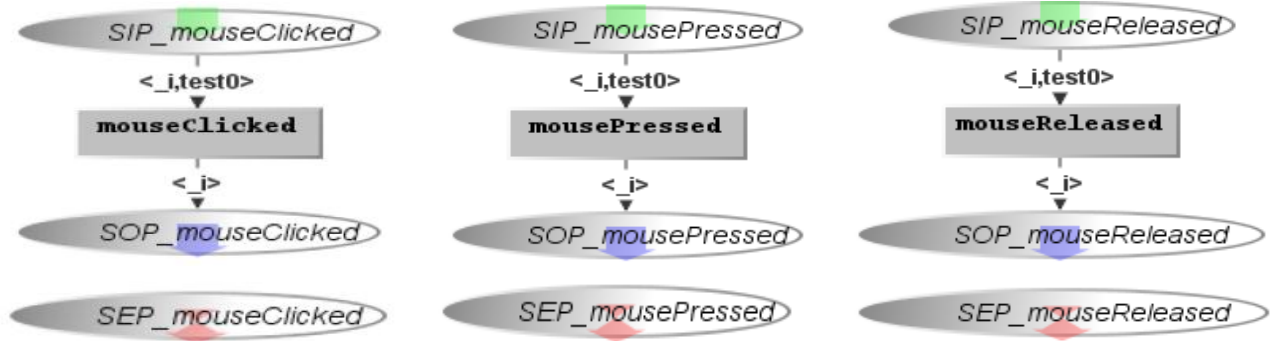 SIP_mouseClicked
<_i,test0>
mouseClicked
<_i>
SOP_mouseClicked
SEP_mouseClicked
SIP_mousePressed
<_i,test0>
mousePressed
<_i>
SOP_mousePressed
SEP_mousePressed
SIP_mouseReleased
<_i,test0>
mouseReleased
<_i>
SOP_mouseReleased
SEP_mouseReleased